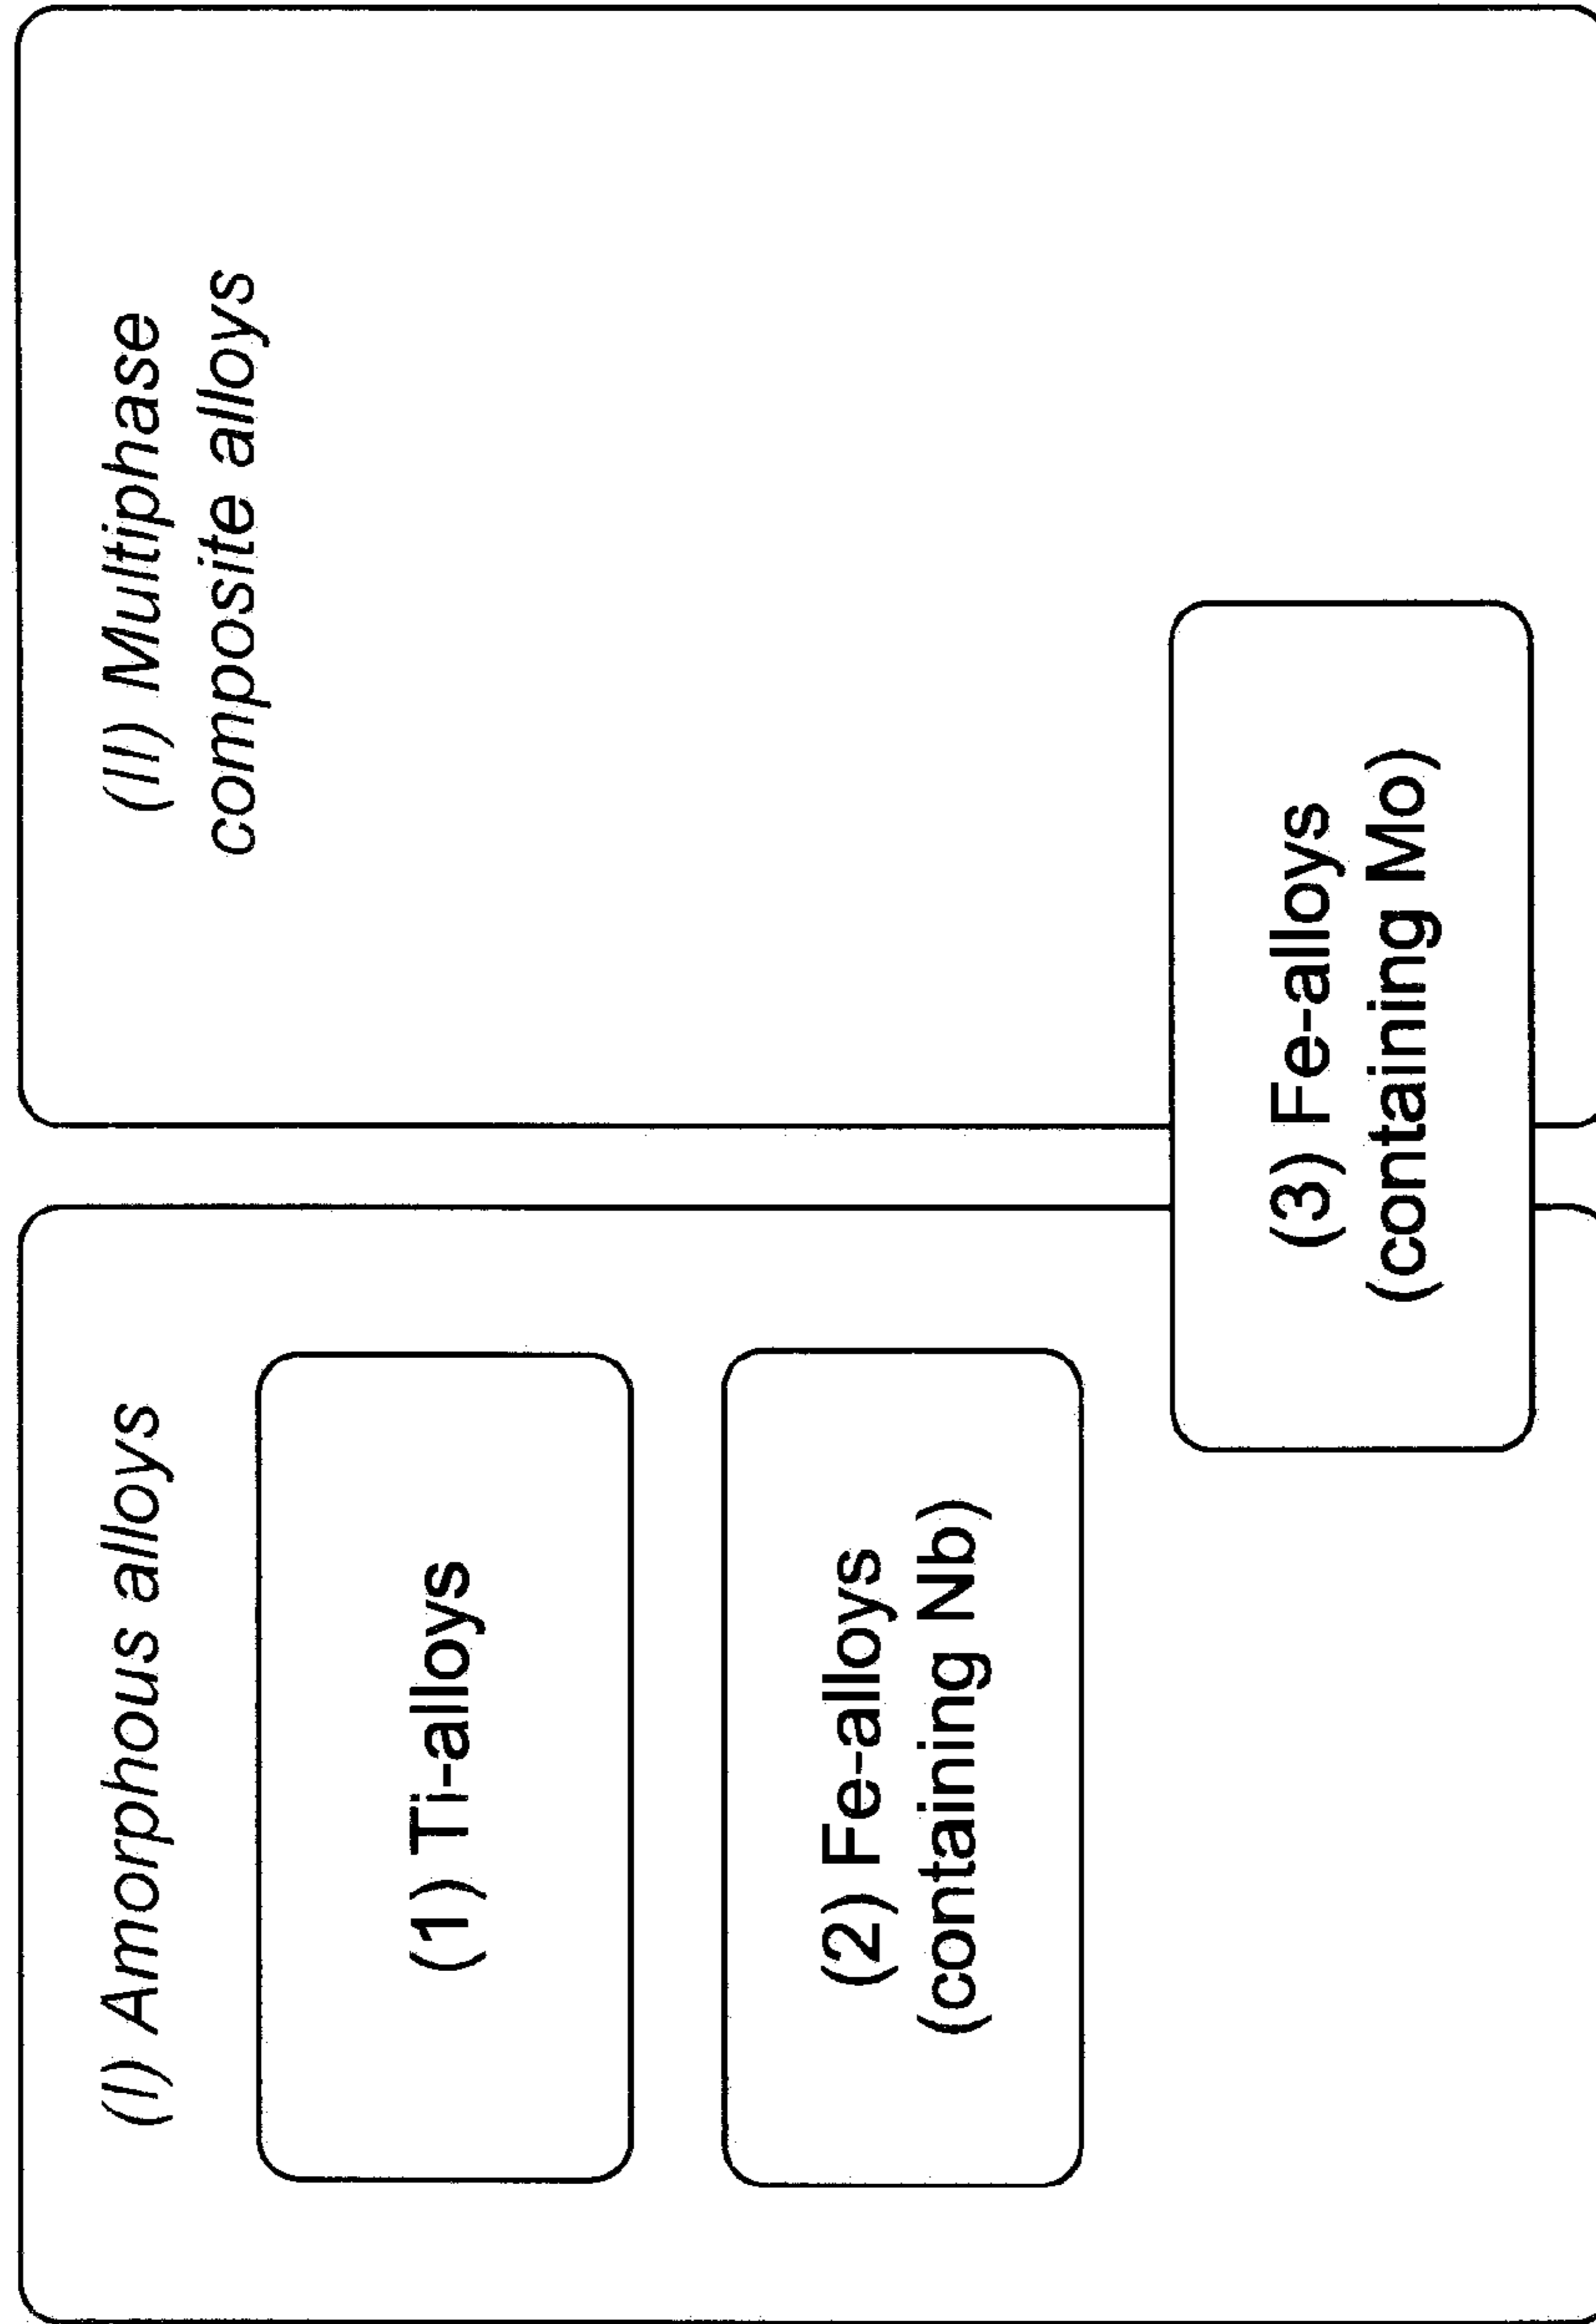 (I) Amorphous alloys
(1) Ti-alloys
(2) Fe-alloys
(containing Nb)
(II) Multiphase
composite alloys
(3) Fe-alloys
(containing Mo)